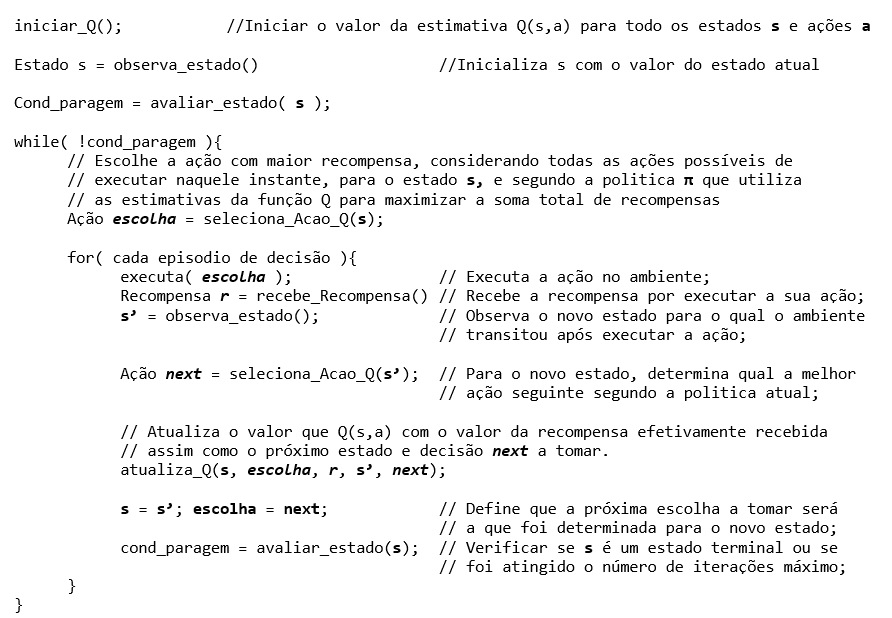 iniciar_Q();          //Iniciar o valor da estimativa Q(s,a) para todo os estados s e ações a
Estado s = observa_estado()                    //Inicializa s com o valor do estado atual
Cond_paragem = avaliar_estado( s );
while( !cond_paragem ){
// Escolhe a ação com maior recompensa, considerando todas as ações possíveis de
// executar naquele instante, para o estado s, e segundo a politica π que utiliza
// as estimativas da função Q para maximizar a soma total de recompensas
Ação escolha = seleciona_Acao_Q(s);
for( cada episodio de decisão ){
executa( escolha );                 // Executa a ação no ambiente;
Recompensa r = recebe_Recompensa() // Recebe a recompensa por executar a sua ação;
s’ = observa_estado();              // Observa o novo estado para o qual o ambiente
// transitou após executar a ação;
Ação next = seleciona_Acao_Q(s’);  // Para o novo estado, determina qual a melhor
// ação seguinte segundo a politica atual;
// Atualiza o valor que Q(s,a) com o valor da recompensa efetivamente recebida
// assim como o próximo estado e decisão next a tomar.
atualiza_Q(s, escolha, r, s’, next);
s = s’; escolha = next;             // Define que a próxima escolha a tomar será
// a que foi determinada para o novo estado;
cond_paragem = avaliar_estado(s);  // Verificar se s é um estado terminal ou se
// foi atingido o número de iterações máximo;
}
}